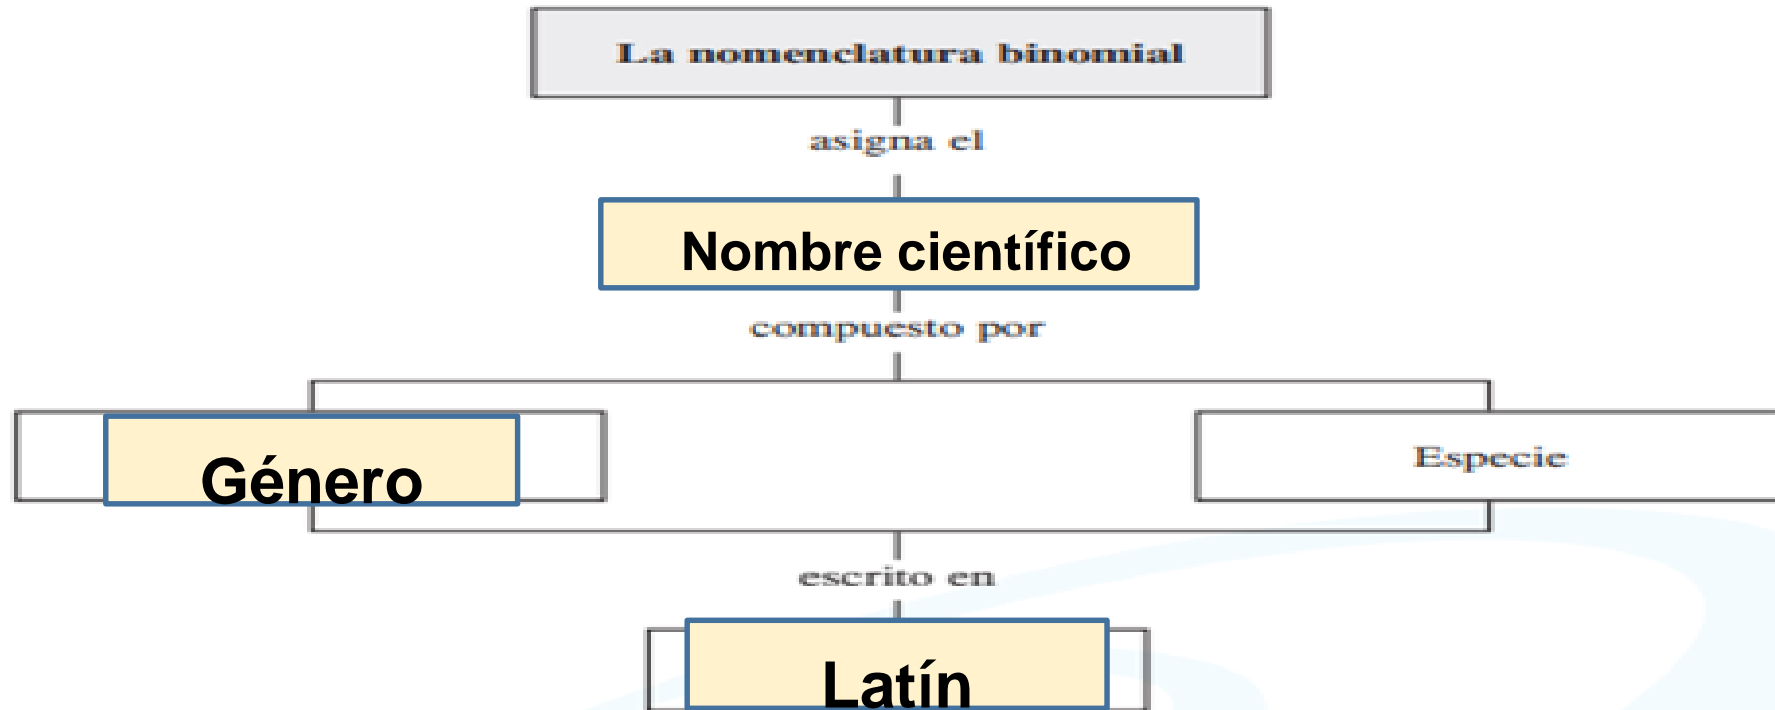 La nomenclatura binomial
asigna el
Nombre científico
compuesto por
Género
Especie
escrito en
Latín